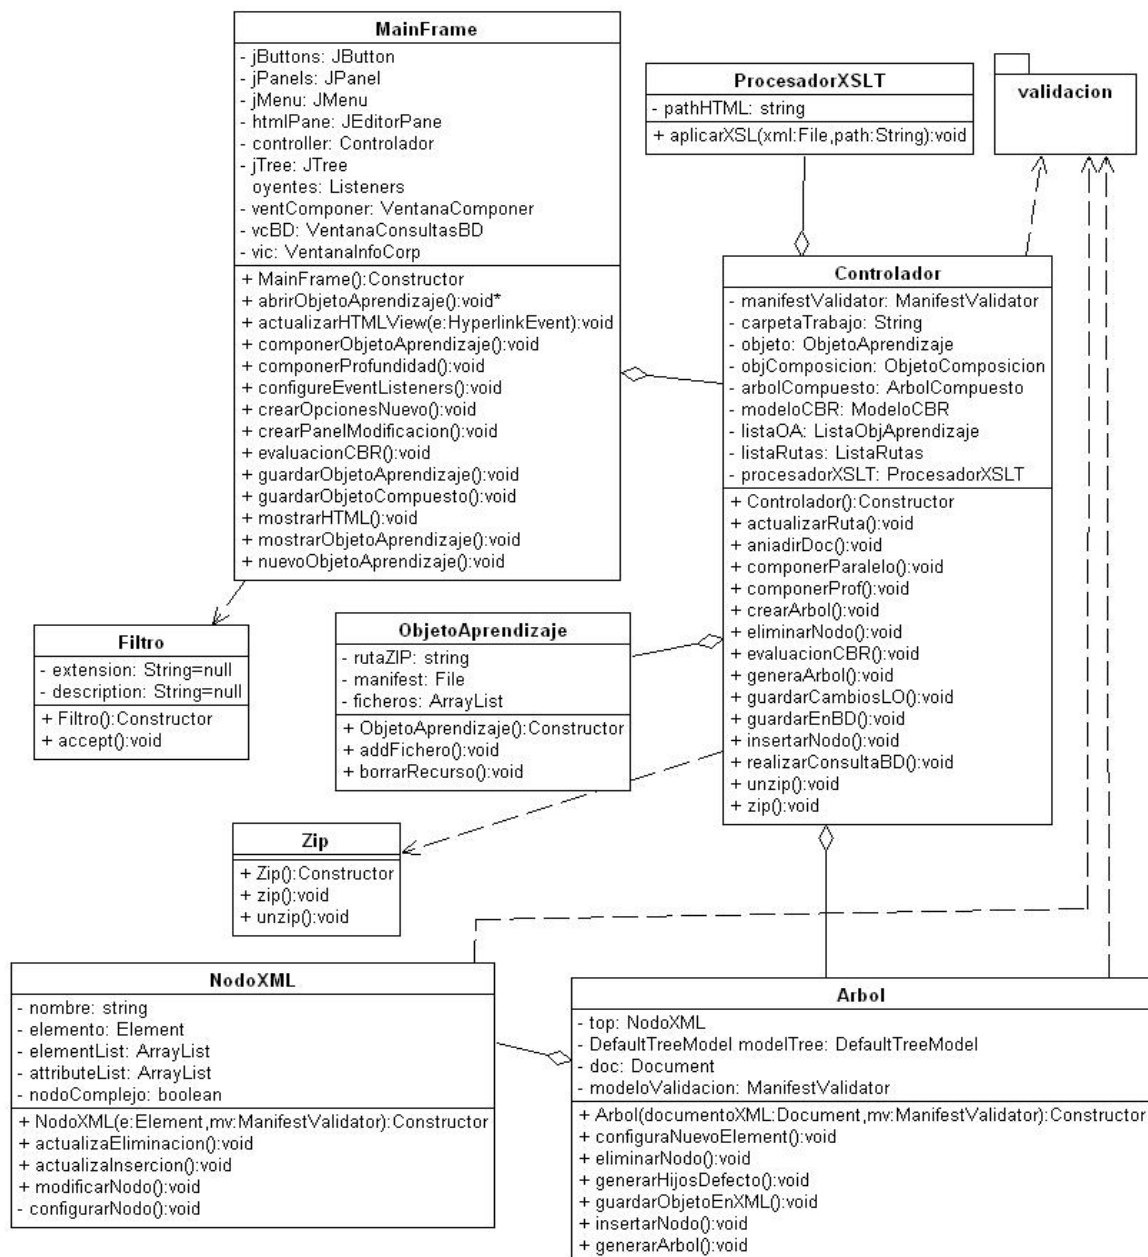 MainFrame
- jButtons: JButton
- jPanels: JPanel
- jMenu: JMenu
- htmlPane: JEditorPane
- controller: Controlador
- jTree: JTree
oyentes: Listeners
- ventComponer: VentanaComponer
- vcBD: VentanaConsultasBD
- vic: VentanaInfoCorp
+ MainFrame():Constructor
+ abrirObjetoAprendizaje():void*
+ actualizarHTMLView(e:HyperlinkEvent):void
+ componerObjetoAprendizaje():void
+ componerProfundidad():void
+ configureEventListeners():void
+ crearOpcionesNuevo():void
+ crearPanelModificacion():void
+ evaluacionCBR():void
+ guardarObjetoAprendizaje():void
+ guardarObjetoCompuesto():void
+ mostrarHTML():void
+ mostrarObjetoAprendizaje():void
+ nuevoObjetoAprendizaje():void
ProcesadorXSLT
- pathHTML: string
+ aplicarXSL(xml:File,path:String):void
validacion
Controlador
- manifestValidator: ManifestValidator
- carpetaTrabajo: String
- objeto: ObjetoAprendizaje
- objComposicion: ObjetoComposicion
- arbolCompuesto: ArbolCompuesto
- modeloCBR: ModeloCBR
- listaOA: ListaObjAprendizaje
- listaRutas: ListaRutas
- procesadorXSLT: ProcesadorXSLT
+ Controlador():Constructor
+ actualizarRuta():void
+ aniadirDoc():void
+ componerParalelo():void
+ componerProf():void
+ crearArbol():void
+ eliminarNodo():void
+ evaluacionCBR():void
+ generaArbol():void
+ guardarCambiosLO():void
+ guardarEnBD():void
+ insertarNodo():void
+ realizarConsultaBD():void
+ unzip():void
+ zip():void
Filtro
- extension: String=null
- description: String=null
+ Filtro():Constructor
+ accept():void
ObjetoAprendizaje
- rutaZIP: string
- manifest: File
- ficheros: ArrayList
+ ObjetoAprendizaje():Constructor
+ addFichero():void
+ borrarRecurso():void
Zip
+ Zip():Constructor
+ zip():void
+ unzip():void
NodoXML
- nombre: string
- elemento: Element
- elementList: ArrayList
- attributeList: ArrayList
- nodoComplejo: boolean
+ NodoXML(e:Element,mv:ManifestValidator):Constructor
+ actualizaEliminacion():void
+ actualizaInsercion():void
+ modificarNodo():void
- configurarNodo():void
Arbol
- top: NodoXML
- DefaultTreeModel modelTree: DefaultTreeModel
- doc: Document
- modeloValidacion: ManifestValidator
+ Arbol(documentoXML:Document,mv:ManifestValidator):Constructor
+ configuraNuevoElement():void
+ eliminarNodo():void
+ generarHijosDefecto():void
+ guardarObjetoEnXML():void
+ insertarNodo():void
+ generarArbol():void